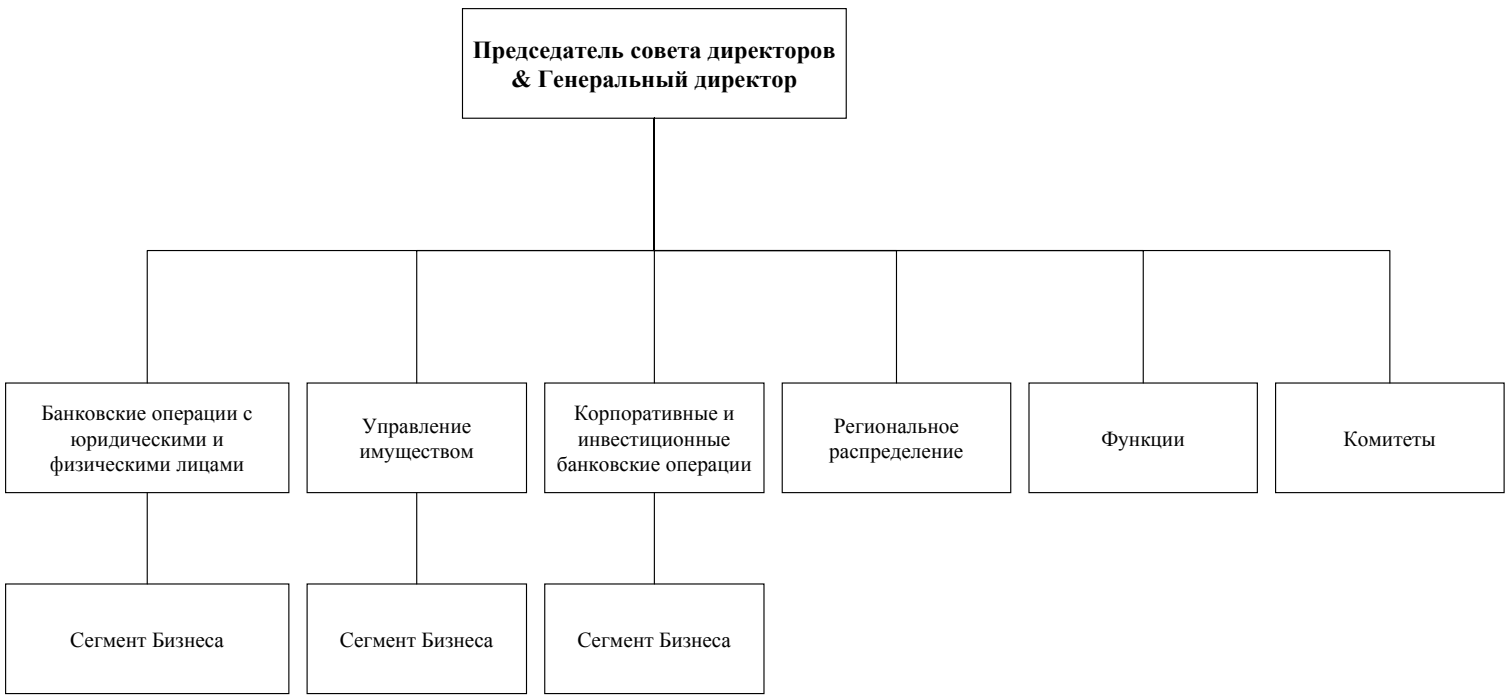 Председатель совета директоров
& Генеральный директор
Банковские операции с
юридическими и
физическими лицами
Управление
имуществом
Корпоративные и
инвестиционные
банковские операции
Региональное
распределение
Функции
Комитеты
Сегмент Бизнеса
Сегмент Бизнеса
Сегмент Бизнеса